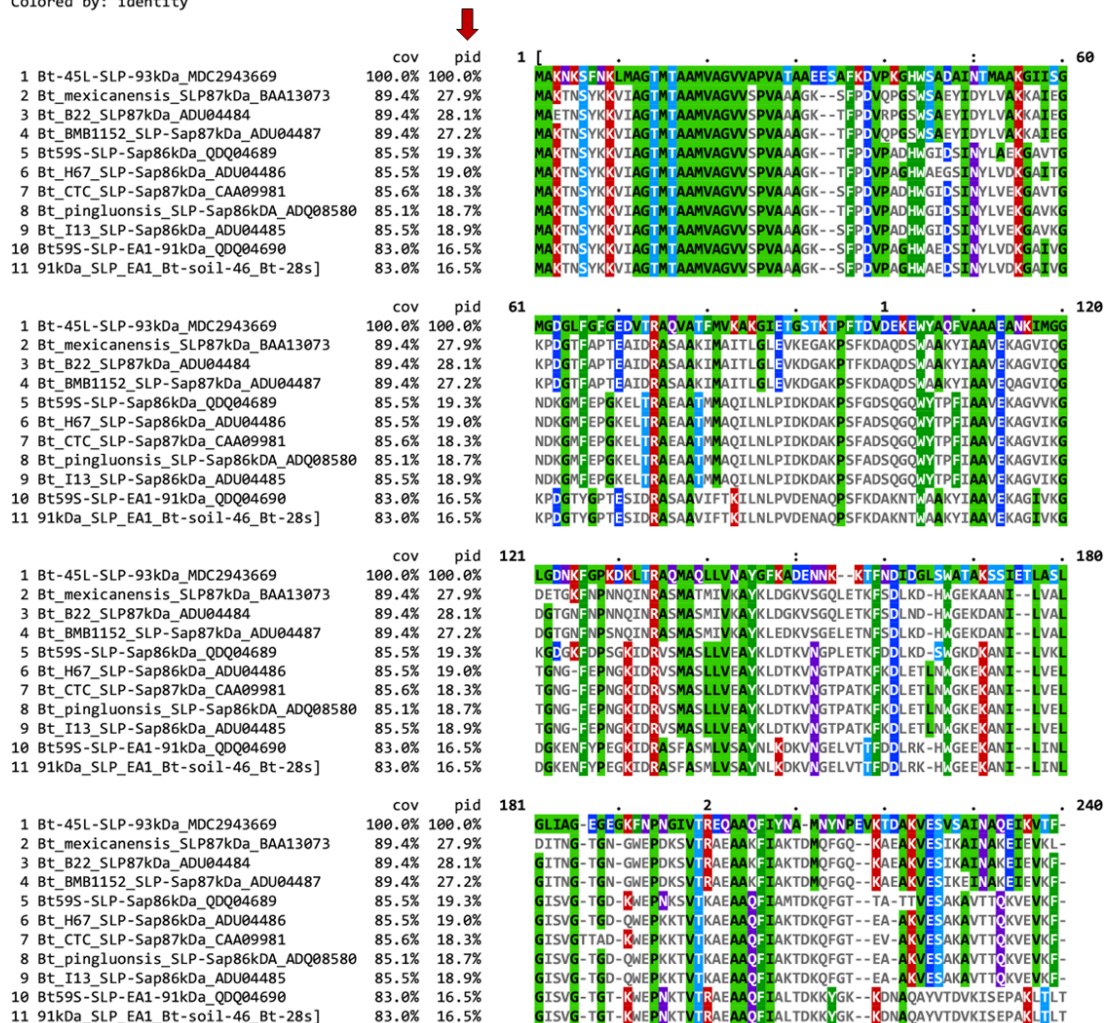 Colored by: identity
cov pid 1 [ . . . : . 60
1 Bt-45L-SLP-93kDa_MDC2943669 100.0% 100.0% MAKNKSFNKLMAGTMTAAMVAGVVAPVATAAEESAFKDVPKGHWSADAINTMAAKGIISG
2 Bt_mexicanensis_SLP87kDa_BAA13073 89.4% 27.9% MAKTNSYKKVIAGTMTAAMVAGVVSPVAAAGK--SFPDVQPGSWSAEYIDYLVAKKAIEG
3 Bt_B22_SLP87kDa_ADU04484 89.4% 28.1% MAETNSYKKVIAGTMTAAMVAGVVSPVAAAGK--TFPDVRPGSWSAEYIDYLVAKKAIEG
4 Bt_BMB1152_SLP-Sap87kDa_ADU04487 89.4% 27.2% MAKTNSYKKVIAGTMTAAMVAGVVSPVAAAGK--TFPDVQPGSWSAEYIDYLVAKKAIEG
5 Bt59S-SLP-Sap86kDa_QDQ04689 85.5% 19.3% MAKTNSYKKVIAGTMTAAMVAGVVSPVAAAGK--TFPDVPADHWGIDSINYLAEKGAVTG
6 Bt_H67_SLP-Sap86kDa_ADU04486 85.5% 19.0% MAKTNSYKKVIAGTMTAAMVAGVVSPVAAAGK--TFPDVPADHWGAEGSINYLVDKGAITG
7 Bt_CTC_SLP-Sap87kDa_CAA09981 85.6% 18.3% MAKTNSYKKVIAGTMTAAMVAGVVSPVAAAGK--TFPDVPADHWGIDSINYLVEKGAVTG
8 Bt_pingluonsis_SLP-Sap86kDA_ADQ08580 85.1% 18.7% MAKTNSYKKVIAGTMTAAMVAGVVSPVAAAGK--TFPDVPADHWGIDSINYLVEKGAVKG
9 Bt_I13_SLP-Sap86kDa_ADU04485 85.5% 18.9% MAKTNSYKKVIAGTMTAAMVAGVVSPVAAAGK--TFPDVPADHWGIDSINYLVEKGAVKG
10 Bt59S-SLP-EA1-91kDa_QDQ04690 83.0% 16.5% MAKTNSYKKVIAGTMTAAMVAGVVSPVAAAGK--SFPDVPAGHWAEDSINYLVDKGAIVG
11 91kDa_SLP_EA1_Bt-soil-46_Bt-28s] 83.0% 16.5% MAKTNSYKKVIAGTMTAAMVAGVVSPVAAAGK--SFPDVPAGHWAEDSINYLVDKGAIVG
cov pid 61 . . . 1 . 120
1 Bt-45L-SLP-93kDa_MDC2943669 100.0% 100.0% MGDGLFGFGEDVTRAQVATFMVKAKGIETGSTKTPFTDVDEKEWYAQFVAAAEANKIMGG
2 Bt_mexicanensis_SLP87kDa_BAA13073 89.4% 27.9% KPDGTFAPTEAIDRASAAKIMAITLGLEVKEGAKPSFKDAQDSWAAKYIAAVEKAGVIQG
3 Bt_B22_SLP87kDa_ADU04484 89.4% 28.1% KPDGTFAPTEAIDRASAAKIMAITLGLEVKDGAKPTFKDAQDSWAAKYIAAVEKAGVIQG
4 Bt_BMB1152_SLP-Sap87kDa_ADU04487 89.4% 27.2% KPDGTFAPTEAIDRASAAKIMAITLGLEVKDGAKPSFKDAQDSWAAKYIAAVEQAGVIQG
5 Bt59S-SLP-Sap86kDa_QDQ04689 85.5% 19.3% NDKGMFEPGKELTRAEAATMMAQILNLPIDKDAKPSFGDSQGQWYTPFIAAVEKAGVVKG
6 Bt_H67_SLP-Sap86kDa_ADU04486 85.5% 19.0% NDKGMFEPGKELTRAEAATMMAQILNLPIDKDAKPSFADSQGQWYTPFIAAVEKAGVIKG
7 Bt_CTC_SLP-Sap87kDa_CAA09981 85.6% 18.3% NDKGMFEPGKELTRAEAATMMAQILNLPIDKDAKPSFADSQGQWYTPFIAAVEKAGVIKG
8 Bt_pingluonsis_SLP-Sap86kDA_ADQ08580 85.1% 18.7% NDKGMFEPGKELTRAEAATMMAQILNLPIDKDAKPSFADSQGQWYTPFIAAVEKAGVIKG
9 Bt_I13_SLP-Sap86kDa_ADU04485 85.5% 18.9% NDKGMFEPGKELTRAEAATMMAQILNLPIDKDAKPSFADSQGQWYTPFIAAVEKAGVIKG
10 Bt59S-SLP-EA1-91kDa_QDQ04690 83.0% 16.5% KPDGTYGPTESIDRASAAVIFTKILNLPVDENAQPSFKDAKNTWAAKYIAAVEKAGIVKG
11 91kDa_SLP_EA1_Bt-soil-46_Bt-28s] 83.0% 16.5% KPDGTYGPTESIDRASAAVIFTKILNLPVDENAQPSFKDAKNTWAAKYIAAVEKAGIVKG
cov pid 121 . . : . . 180
1 Bt-45L-SLP-93kDa_MDC2943669 100.0% 100.0% LGDNKFGPKDKLTRAQMAQLLVNAYGFKADENNK--KTFNDIDGLSWATAKSSIETLASL
2 Bt_mexicanensis_SLP87kDa_BAA13073 89.4% 27.9% DETGKFNPNNQINRASMATMIVKAYKLDGKVSGQLETKFSDLKD-HWGEKAANI--LVAL
3 Bt_B22_SLP87kDa_ADU04484 89.4% 28.1% DGTGNFNPNNQINRASMASMIVKAYKLDGKVSGELETKFSDLKD-HWGEKDANI--LVAL
4 Bt_BMB1152_SLP-Sap87kDa_ADU04487 89.4% 27.2% DGTGNFNPSNQINRASMASMIVKAYKLEDKVSGELETNFSDLND-HWGEKDANI--LVAL
5 Bt59S-SLP-Sap86kDa_QDQ04689 85.5% 19.3% KGDGKFDPSGKIDRVSMASLLVEAYKLDTKVNGPLETKFDDLKD-SWGKDKANI--LVAL
6 Bt_H67_SLP-Sap86kDa_ADU04486 85.5% 19.0% TGNG-FEPNGKIDRVSMASLLVEAYKLDTKVNGTPATKFKDLETLNWGKEKANI--LVEL
7 Bt_CTC_SLP-Sap87kDa_CAA09981 85.6% 18.3% TGNG-FEPNGKIDRVSMASLLVEAYKLDTKVNGTPATKFKDLETLNWGKEKANI--LVEL
8 Bt_pingluonsis_SLP-Sap86kDA_ADQ08580 85.1% 18.7% TGNG-FEPNGKIDRVSMASLLVEAYKLDTKVNGTPATKFKDLETLNWGKEKANI--LVEL
9 Bt_I13_SLP-Sap86kDa_ADU04485 85.5% 18.9% TGNG-FEPNGKIDRVSMASLLVEAYKLDTKVNGTPATKFKDLETLNWGKEKANI--LVEL
10 Bt59S-SLP-EA1-91kDa_QDQ04690 83.0% 16.5% DGKENFYPEGKIDRASFASMLVSAYNLKDKVNGELVTTFDDLRK-HWGEEKANI--LINL
11 91kDa_SLP_EA1_Bt-soil-46_Bt-28s] 83.0% 16.5% DGKENFYPEGKIDRASFASMLVSAYNLKDKVNGELVTTFDDLRK-HWGEEKANI--LINL
cov pid 181 . 2 . . . 240
1 Bt-45L-SLP-93kDa_MDC2943669 100.0% 100.0% GLIAG-EGEGKFNPNGIVTREQAAQFIYNA-MNYNPEVKTDAKVESVSAINAQEIKVTF-
2 Bt_mexicanensis_SLP87kDa_BAA13073 89.4% 27.9% DITNG-TGN-GWEPDKSVTRAEAAKFIAKTDMQFGQ--KAEAKVESIKAINAKEIEVKL-
3 Bt_B22_SLP87kDa_ADU04484 89.4% 28.1% GITNG-TGN-GWEPDKSVTRAEAAKFIAKTDMQFGQ--KAEAKVESIKAINAKEIEVKF-
4 Bt_BMB1152_SLP-Sap87kDa_ADU04487 89.4% 27.2% GITNG-TGN-GWEPDKSVTRAEAAKFIAKTDMQFGQ--KAEAKVESIKEINAKEIEVKF-
5 Bt59S-SLP-Sap86kDa_QDQ04689 85.5% 19.3% GISVG-TGD-KWEPNKSVTKAEAAQFIAMTDKQFGT--TA-TTVESAKAVTTQKVEVKF-
6 Bt_H67_SLP-Sap86kDa_ADU04486 85.5% 19.0% GISVG-TGD-QWEPKKTVTKAEAAQFIAKTDKQFGT--EA-AKVESAKAVTTQKVEVKF-
7 Bt_CTC_SLP-Sap87kDa_CAA09981 85.6% 18.3% GISVGTTAD-KWEPKKTVTKAEAAQFIAKTDKQFGT--EV-AKVESAKAVTTQKVEVKF-
8 Bt_pingluonsis_SLP-Sap86kDA_ADQ08580 85.1% 18.7% GISVG-TGD-QWEPKKTVTKAEAAQFIAKTDKQFGT--EA-AKVESAKAVTTQKVEVKF-
9 Bt_I13_SLP-Sap86kDa_ADU04485 85.5% 18.9% GISVG-TGD-QWEPKKTVTKAEAAQFIAKTDKQFGT--EA-AKVESAKAVTTQKVEVKF-
10 Bt59S-SLP-EA1-91kDa_QDQ04690 83.0% 16.5% GISVG-TGT-KWEPNKTVTRAEAAQFIALTDKKYGK--KDNAQAYVTDVKISEPAKLTLT
11 91kDa_SLP_EA1_Bt-soil-46_Bt-28s] 83.0% 16.5% GISVG-TGT-KWEPNKTVTRAEAAQFIALTDKKYGK--KDNAQAYVTDVKISEPAKLTLT